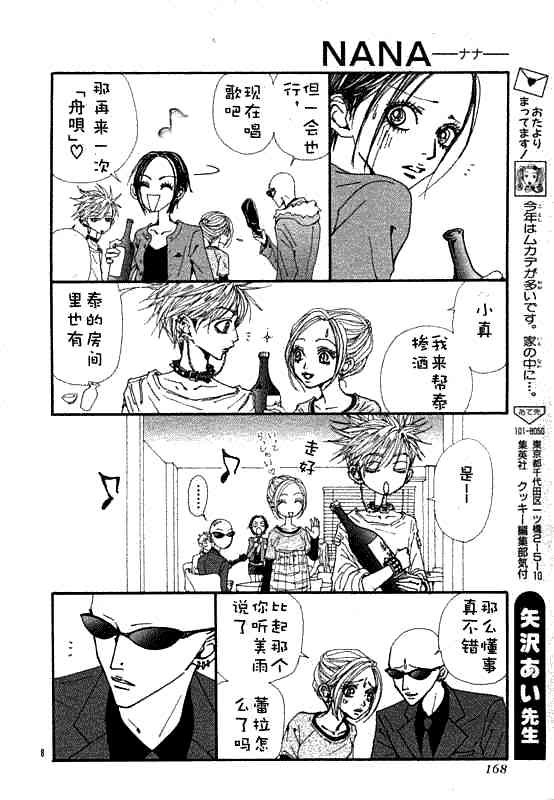 NANA—ナナ—
但一会也
行，
现在唱
歌吧
那再来一次
「舟唄」♡
小真
我来帮泰
掺酒
泰的房间
里也有
是—
走好
那么懂事
真不错
比起那个
你听美雨
说了
蕾拉怎
么了吗
おたより
まってます!
今年はムカデが多いです。家の中に…。
あて先
101-8050
東京都千代田区一ツ橋2-5-10
集英社 クッキー編集部気付
矢沢あい先生
8
168